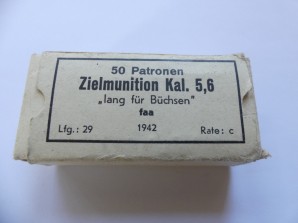 50 Patronen
Zielmunition Kal. 5,6
„lang für Büchsen"
faa
Lfg.: 29 1942 Rate: c